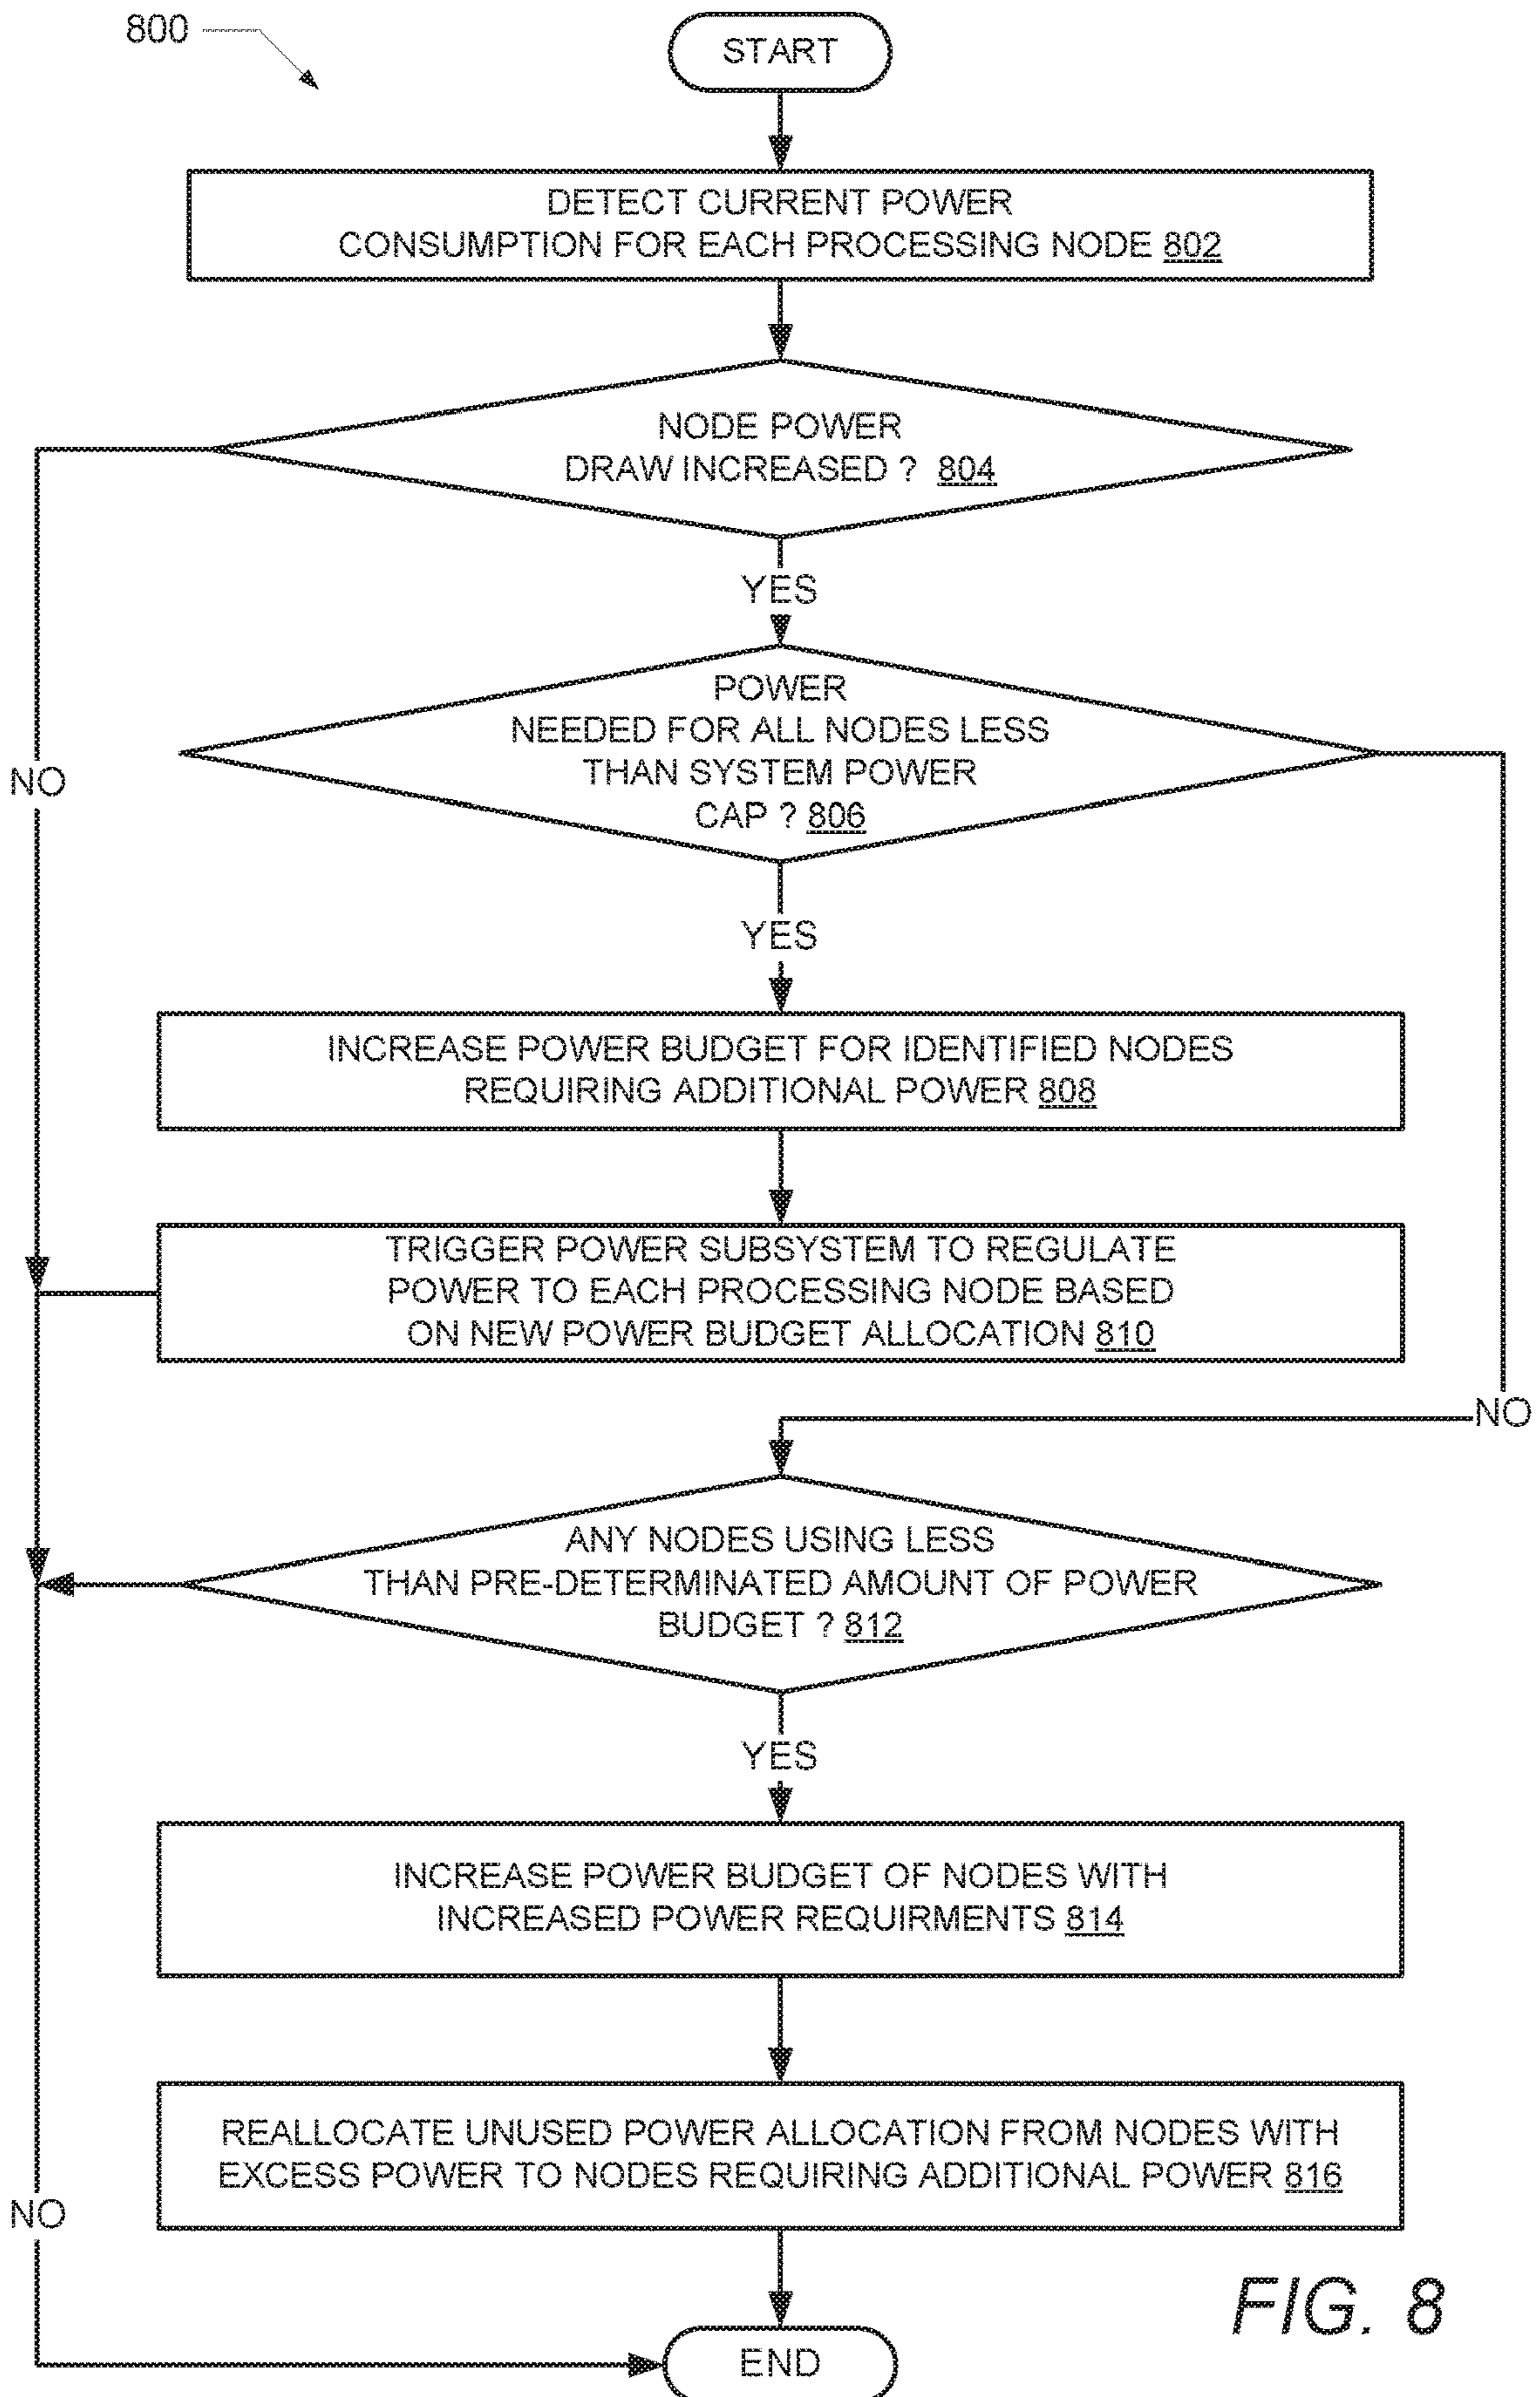 800
START
DETECT CURRENT POWER
CONSUMPTION FOR EACH PROCESSING NODE 802
NODE POWER
DRAW INCREASED ? 804
YES
POWER
NEEDED FOR ALL NODES LESS
THAN SYSTEM POWER
CAP ? 806
NO
YES
INCREASE POWER BUDGET FOR IDENTIFIED NODES
REQUIRING ADDITIONAL POWER 808
TRIGGER POWER SUBSYSTEM TO REGULATE
POWER TO EACH PROCESSING NODE BASED
ON NEW POWER BUDGET ALLOCATION 810
NO
ANY NODES USING LESS
THAN PRE-DETERMINATED AMOUNT OF POWER
BUDGET ? 812
YES
INCREASE POWER BUDGET OF NODES WITH
INCREASED POWER REQUIRMENTS 814
REALLOCATE UNUSED POWER ALLOCATION FROM NODES WITH
EXCESS POWER TO NODES REQUIRING ADDITIONAL POWER 816
NO
FIG. 8
END